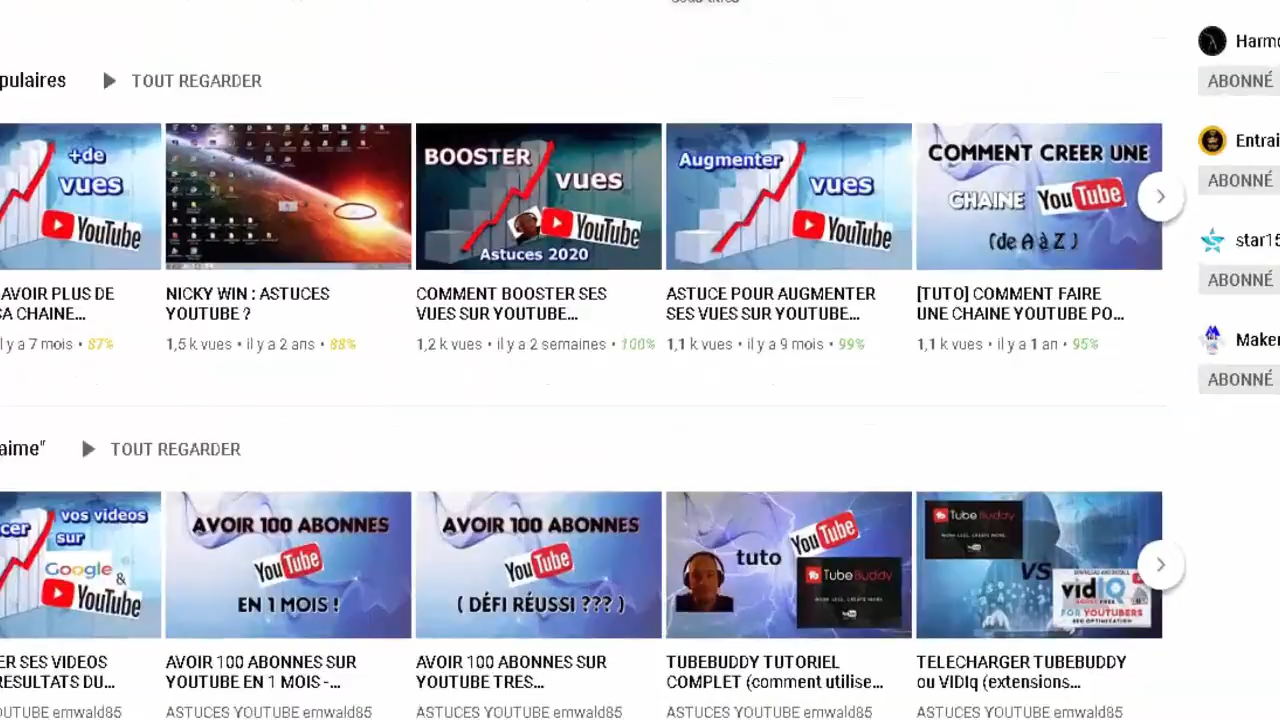 pulaires
TOUT REGARDER
+de
vues
YouTube
BOOSTER
vues
YouTube
Astuces 2020
Augmenter
vues
YouTube
COMMENT CREER UNE
CHAINE YouTube
(de A à Z)
AVOIR PLUS DE
SA CHAINE...
il y a 7 mois • 87%
NICKY WIN : ASTUCES
YOUTUBE ?
1,5 k vues • il y a 2 ans • 88%
COMMENT BOOSTER SES
VUES SUR YOUTUBE...
1,2 k vues • il y a 2 semaines • 100%
ASTUCE POUR AUGMENTER
SES VUES SUR YOUTUBE...
1,1 k vues • il y a 9 mois • 99%
[TUTO] COMMENT FAIRE
UNE CHAINE YOUTUBE PO...
1,1 k vues • il y a 1 an • 95%
Harmo
ABONNÉ
Entrai
ABONNÉ
star15
ABONNÉ
Maker
ABONNÉ
aime"
TOUT REGARDER
cer vos videos
sur
Google
&
YouTube
AVOIR 100 ABONNES
YouTube
EN 1 MOIS !
AVOIR 100 ABONNES
YouTube
( DÉFI RÉUSSI ??? )
tuto
YouTube
TubeBuddy
TubeBuddy
VS
vidIQ
FOR YOUTUBERS
SEO OPTIMIZATION
ER SES VIDEOS
RESULTATS DU...
YOUTUBE emwald85
AVOIR 100 ABONNES SUR
YOUTUBE EN 1 MOIS -...
ASTUCES YOUTUBE emwald85
AVOIR 100 ABONNES SUR
YOUTUBE TRES...
ASTUCES YOUTUBE emwald85
TUBEBUDDY TUTORIEL
COMPLET (comment utilise...
ASTUCES YOUTUBE emwald85
TELECHARGER TUBEBUDDY
ou VIDIq (extensions...
ASTUCES YOUTUBE emwald85